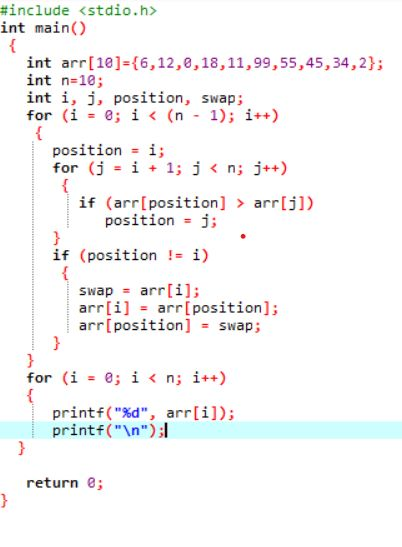 #include <stdio.h>
int main()
{
int arr[10]={6,12,0,18,11,99,55,45,34,2};
int n=10;
int i, j, position, swap;
for (i = 0; i < (n - 1); i++)
{
position = i;
for (j = i + 1; j < n; j++)
{
if (arr[position] > arr[j])
position = j;
}
if (position != i)
{
swap = arr[i];
arr[i] = arr[position];
arr[position] = swap;
}
}
for (i = 0; i < n; i++)
{
printf("%d", arr[i]);
printf("\n");
}
return 0;
}